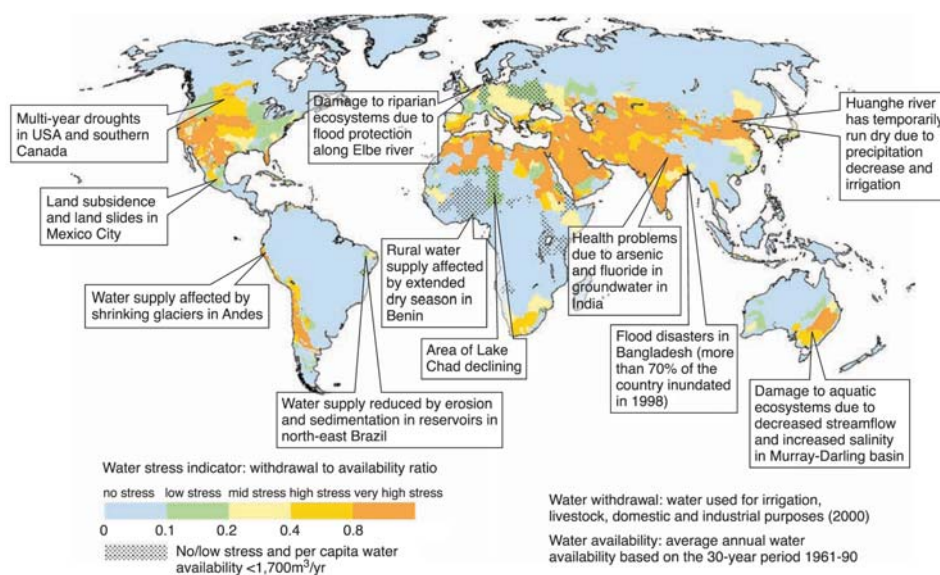 Multi-year droughts
in USA and southern
Canada
Damage to riparian
ecosystems due to
flood protection
along Elbe river
Huanghe river
has temporarily
run dry due to
precipitation
decrease and
irrigation
Land subsidence
and land slides in
Mexico City
Rural water
supply affected
by extended
dry season in
Benin
Health problems
due to arsenic
and fluoride in
groundwater in
India
Water supply affected by
shrinking glaciers in Andes
Area of Lake
Chad declining
Flood disasters in
Bangladesh (more
than 70% of the
country inundated
in 1998)
Water supply reduced by erosion
and sedimentation in reservoirs in
north-east Brazil
Damage to aquatic
ecosystems due to
decreased streamflow
and increased salinity
in Murray-Darling basin
Water stress indicator: withdrawal to availability ratio
no stress low stress mid stress high stress very high stress
0 0.1 0.2 0.4 0.8
No/low stress and per capita water
availability <1,700m³/yr
Water withdrawal: water used for irrigation,
livestock, domestic and industrial purposes (2000)
Water availability: average annual water
availability based on the 30-year period 1961-90